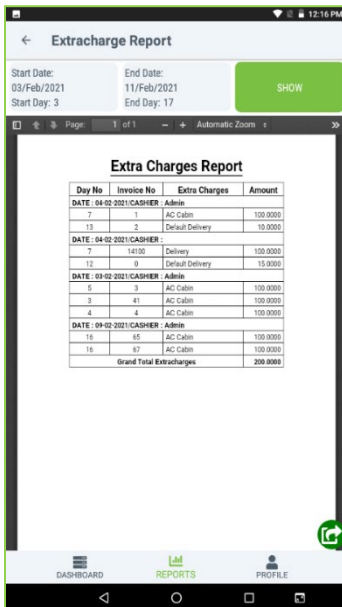 12:16 PM
Extracharge Report
Start Date:
03/Feb/2021
Start Day: 3
End Date:
11/Feb/2021
End Day: 17
SHOW
Page: 1 of 1 − + Automatic Zoom
Extra Charges Report
Day No Invoice No Extra Charges Amount
DATE : 04-02-2021/CASHIER : Admin
7 1 AC Cabin 100.0000
13 2 Default Delivery 10.0000
DATE : 04-02-2021/CASHIER :
7 14100 Delivery 100.0000
12 0 Default Delivery 15.0000
DATE : 03-02-2021/CASHIER : Admin
5 3 AC Cabin 100.0000
3 41 AC Cabin 100.0000
4 4 AC Cabin 100.0000
DATE : 09-02-2021/CASHIER : Admin
16 65 AC Cabin 100.0000
16 67 AC Cabin 100.0000
Grand Total Extracharges 200.0000
DASHBOARD REPORTS PROFILE